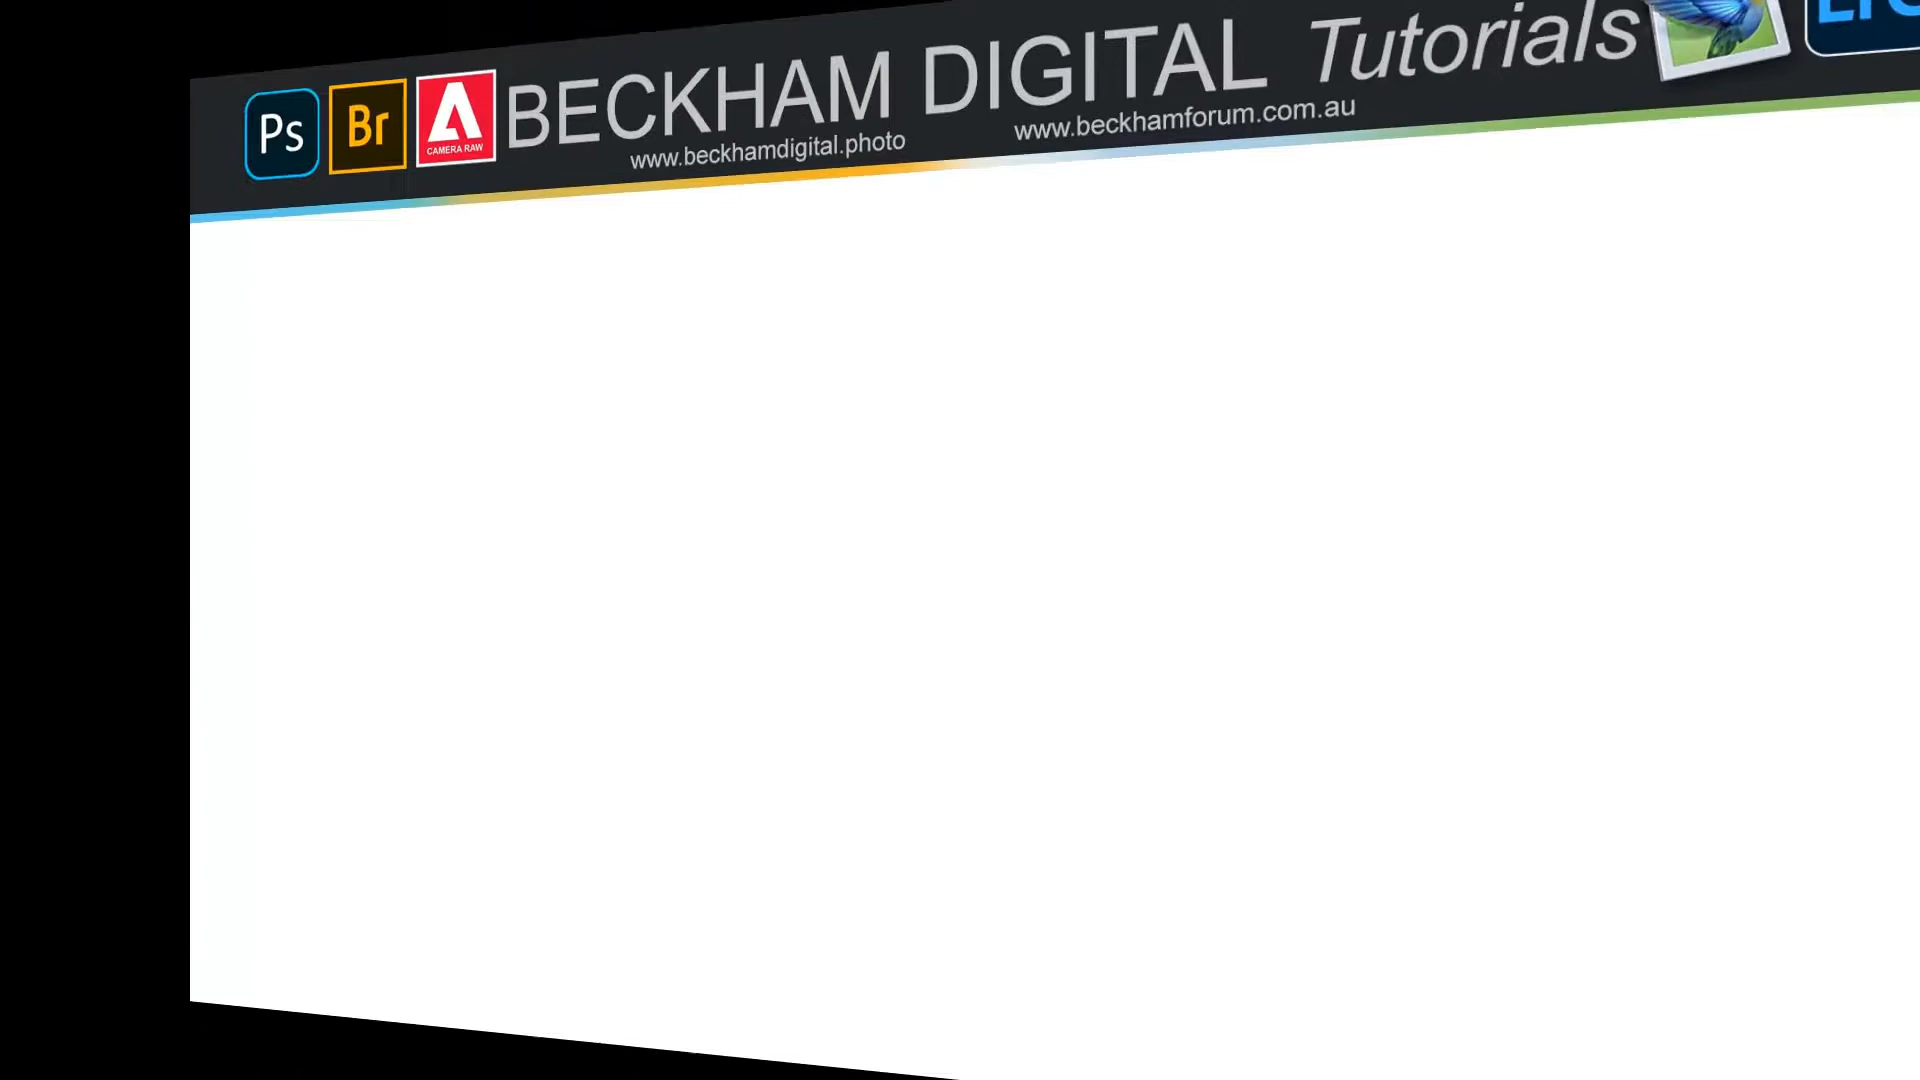 Ps
Br
CAMERA RAW
BECKHAM DIGITAL Tutorials
www.beckhamdigital.photo
www.beckhamforum.com.au